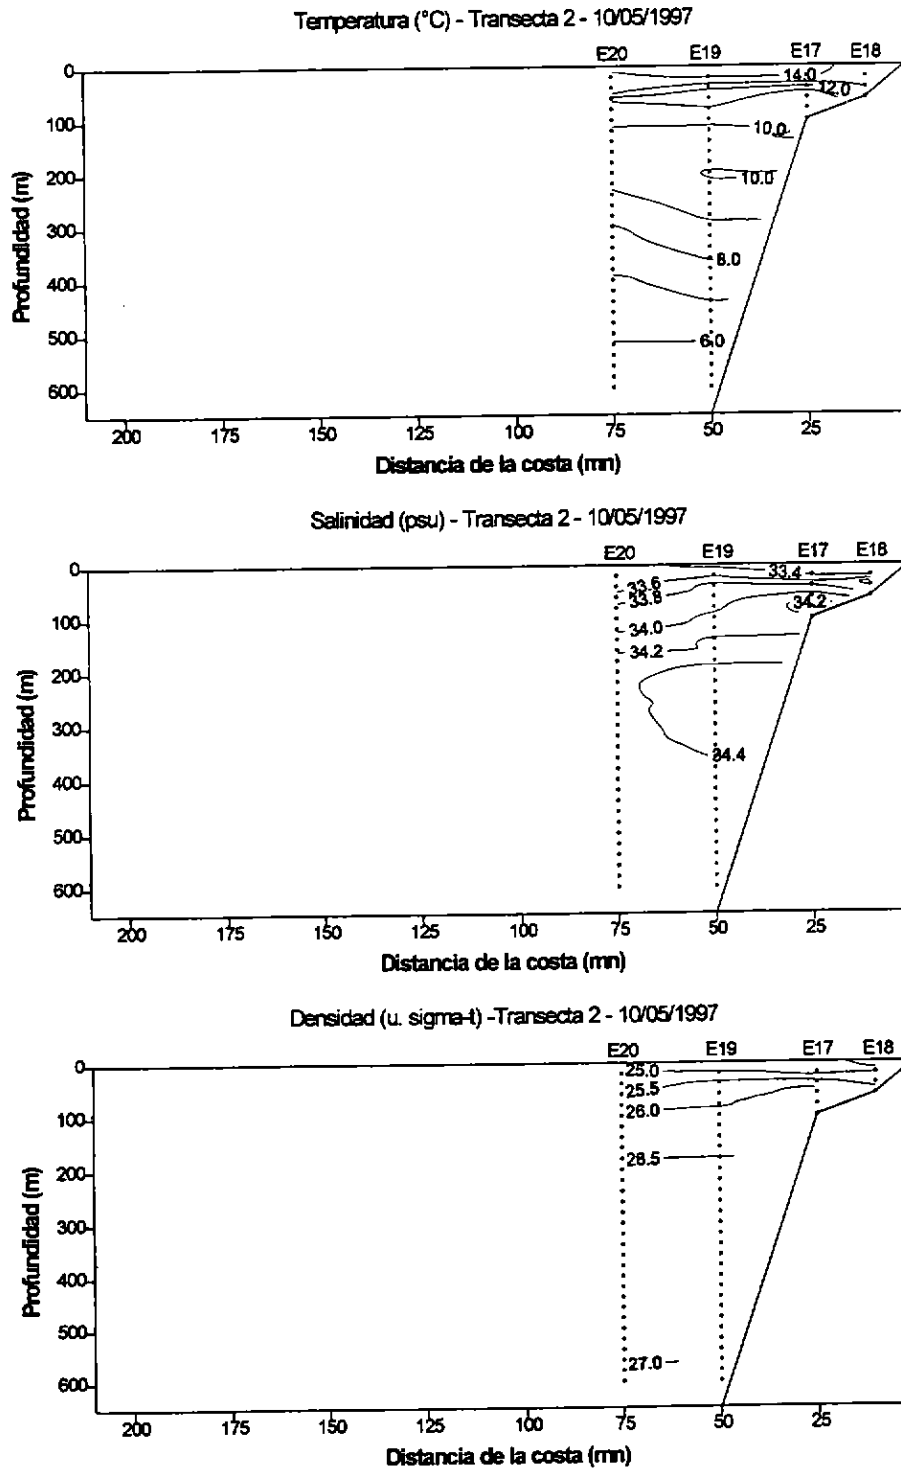 Temperatura (°C) - Transecta 2 - 10/05/1997
E20 E19 E17 E18
0
100
200
300
400
500
600
14.0
12.0
10.0
10.0
8.0
6.0
200 175 150 125 100 75 50 25
Profundidad (m)
Distancia de la costa (mn)
Salinidad (psu) - Transecta 2 - 10/05/1997
E20 E19 E17 E18
0
100
200
300
400
500
600
33.4
33.6
33.8
34.2
34.0
34.2
34.4
200 175 150 125 100 75 50 25
Profundidad (m)
Distancia de la costa (mn)
Densidad (u. sigma-t) -Transecta 2 - 10/05/1997
E20 E19 E17 E18
0
100
200
300
400
500
600
25.0
25.5
26.0
28.5
27.0
200 175 150 125 100 75 50 25
Profundidad (m)
Distancia de la costa (mn)